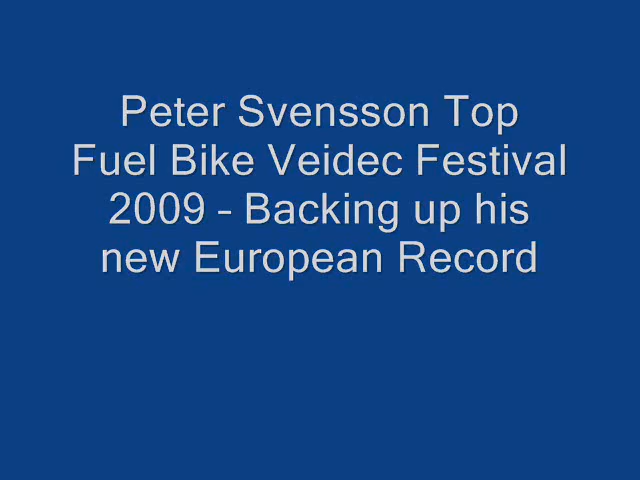 Peter Svensson Top
Fuel Bike Veidec Festival
2009 – Backing up his
new European Record